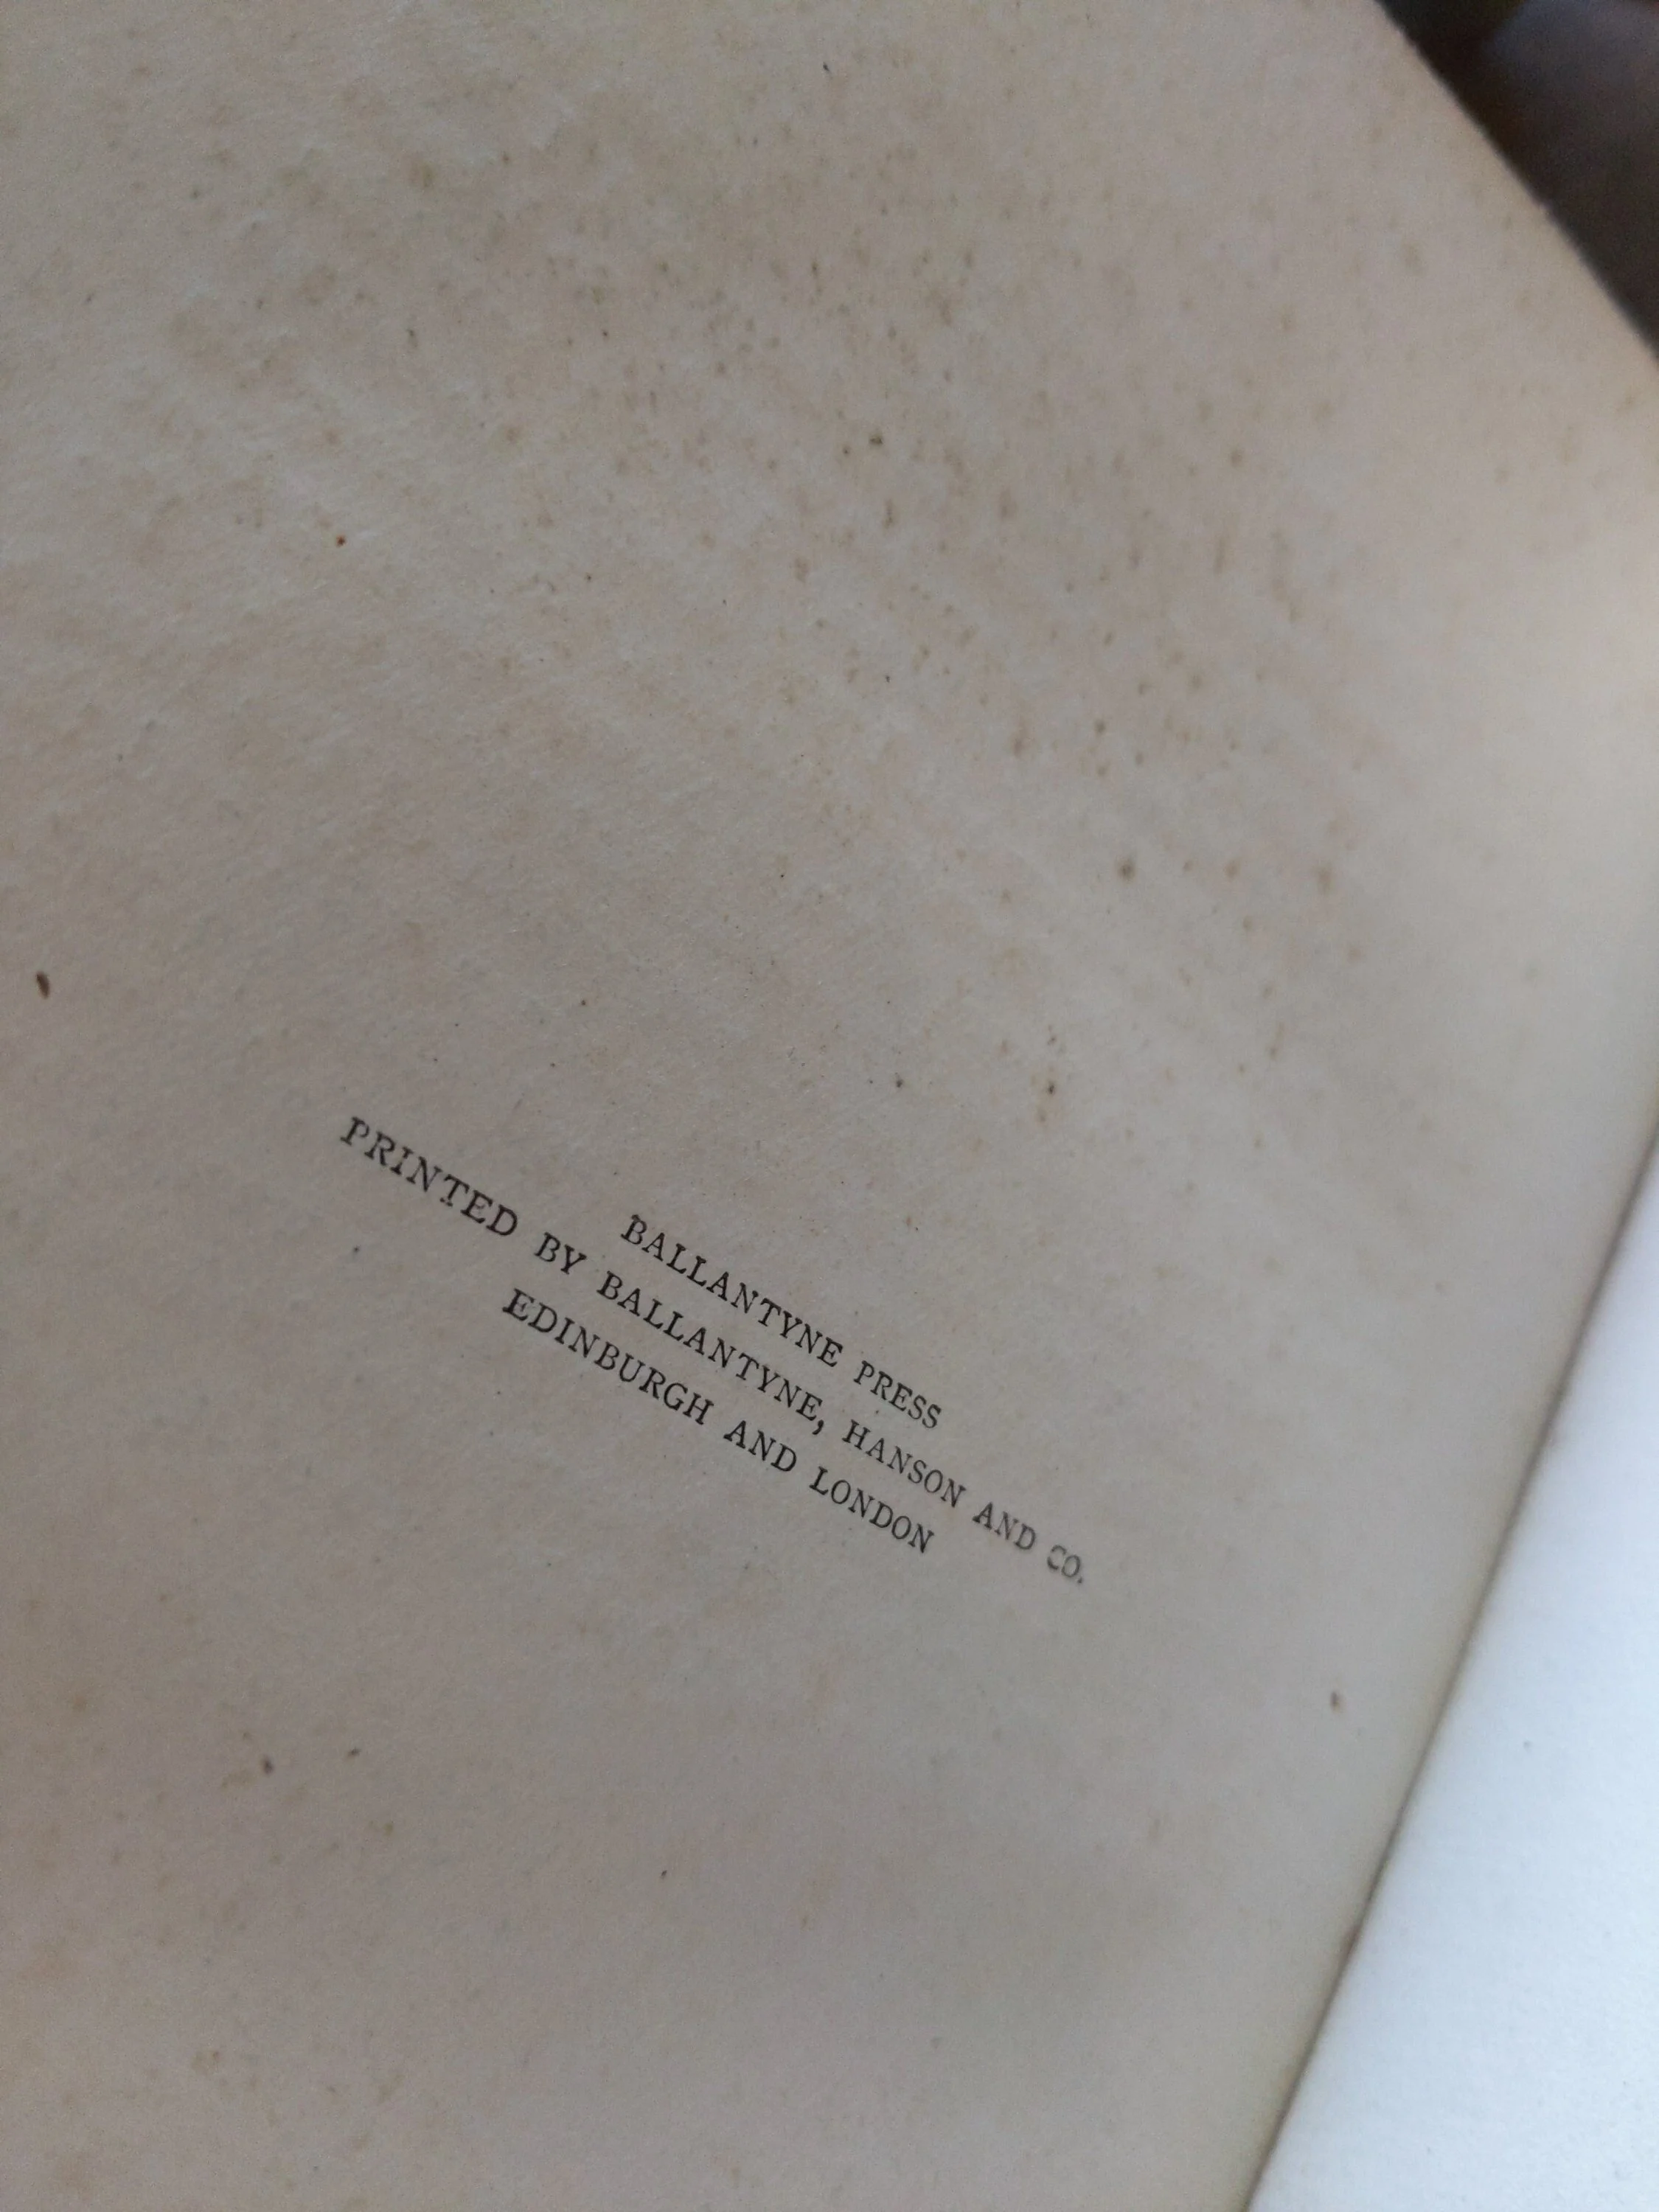 BALLANTYNE PRESS
PRINTED BY BALLANTYNE, HANSON AND CO.
EDINBURGH AND LONDON